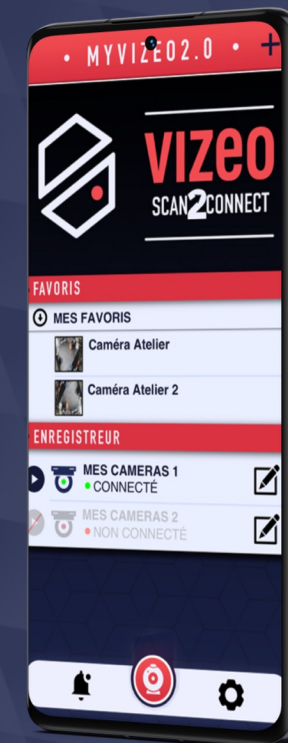 • MYVIZEO2.0 • +
VIZEO
SCAN2CONNECT
FAVORIS
MES FAVORIS
Caméra Atelier
Caméra Atelier 2
ENREGISTREUR
MES CAMERAS 1
• CONNECTÉ
MES CAMERAS 2
• NON CONNECTÉ